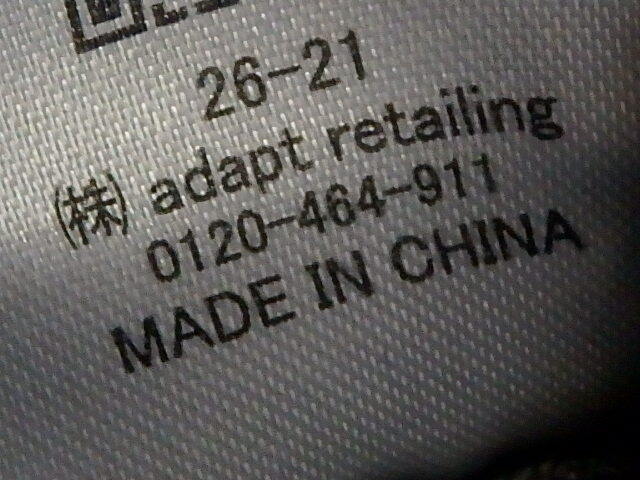 26-21
(株) adapt retailing
0120-464-911
MADE IN CHINA